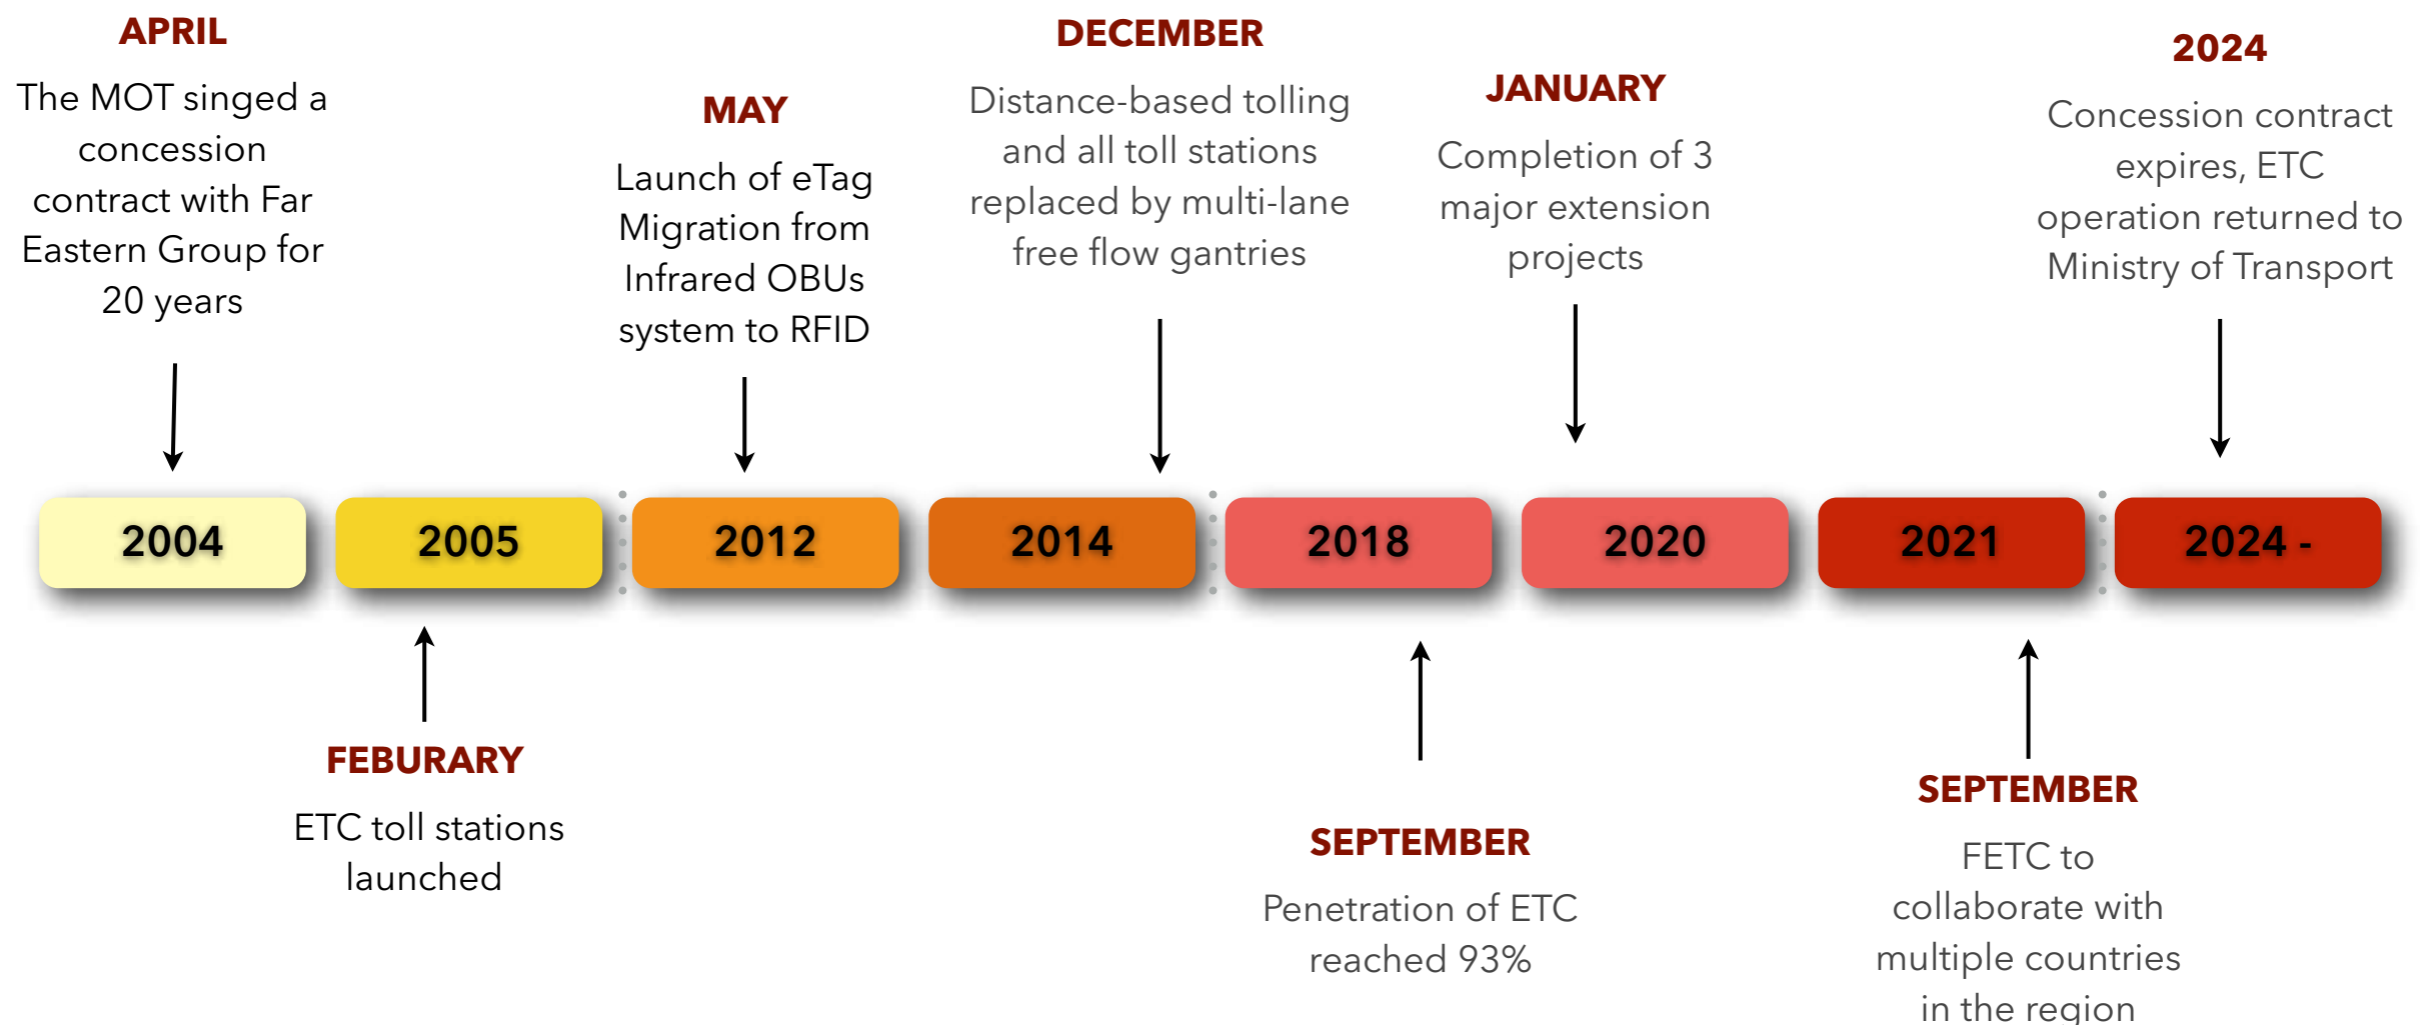 APRIL
The MOT singed a
concession
contract with Far
Eastern Group for
20 years
MAY
Launch of eTag
Migration from
Infrared OBUs
system to RFID
DECEMBER
Distance-based tolling
and all toll stations
replaced by multi-lane
free flow gantries
JANUARY
Completion of 3
major extension
projects
2024
Concession contract
expires, ETC
operation returned to
Ministry of Transport
2004
2005
2012
2014
2018
2020
2021
2024 -
FEBURARY
ETC toll stations
launched
SEPTEMBER
Penetration of ETC
reached 93%
SEPTEMBER
FETC to
collaborate with
multiple countries
in the region